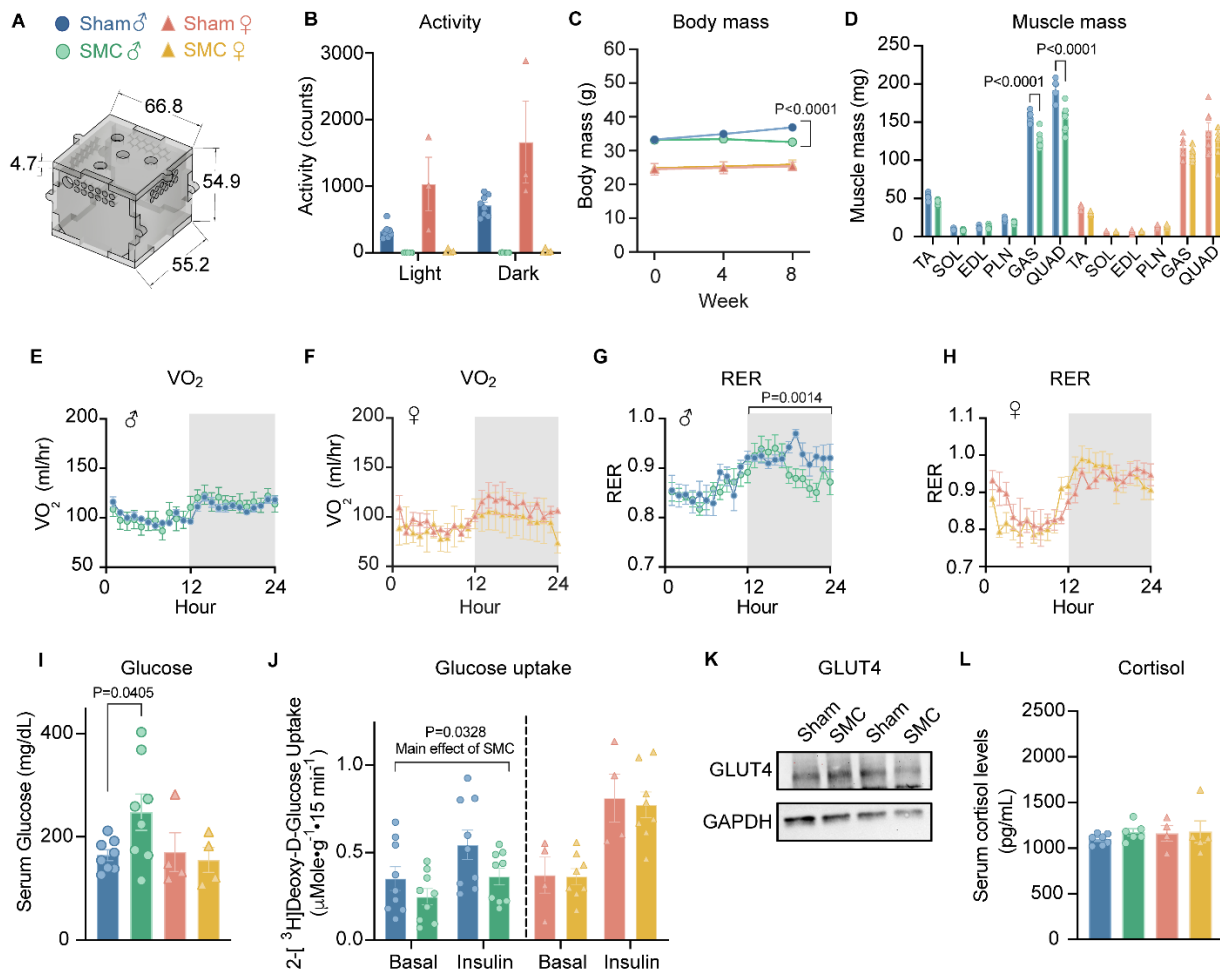 A
Sham♂ Sham♀
SMC♂ SMC♀
66.8
4.7
54.9
55.2
B
Activity
Activity (counts)
3000
2000
1000
0
Light Dark
C
Body mass
Body mass (g)
60
50
40
30
20
10
0
P<0.0001
0 4 8
Week
D
Muscle mass
Muscle mass (mg)
250
200
150
100
50
0
P<0.0001
P<0.0001
TA SOL EDL PLN GAS QUAD TA SOL EDL PLN GAS QUAD
E
VO2
♂
VO2 (ml/hr)
200
150
100
50
0 12 24
Hour
F
VO2
♀
VO2 (ml/hr)
200
150
100
50
0 12 24
Hour
G
RER
P=0.0014
♂
RER
1.0
0.9
0.8
0.7
0 12 24
Hour
H
RER
♀
RER
1.1
1.0
0.9
0.8
0.7
0 12 24
Hour
I
Glucose
P=0.0405
Serum Glucose (mg/dL)
400
200
0
J
Glucose uptake
2-[3H]Deoxy-D-Glucose Uptake
(μMole•g-1•15 min-1)
P=0.0328
Main effect of SMC
1.0
0.5
0.0
Basal Insulin Basal Insulin
K
GLUT4
Sham SMC Sham SMC
GLUT4
GAPDH
L
Cortisol
Serum cortisol levels
(pg/mL)
2500
2000
1500
1000
500
0